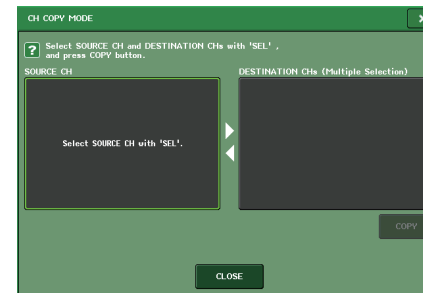 CH COPY MODE
?
Select SOURCE CH and DESTINATION CHs with 'SEL' ,
and press COPY button.
SOURCE CH
DESTINATION CHs (Multiple Selection)
Select SOURCE CH with 'SEL'.
COPY
CLOSE